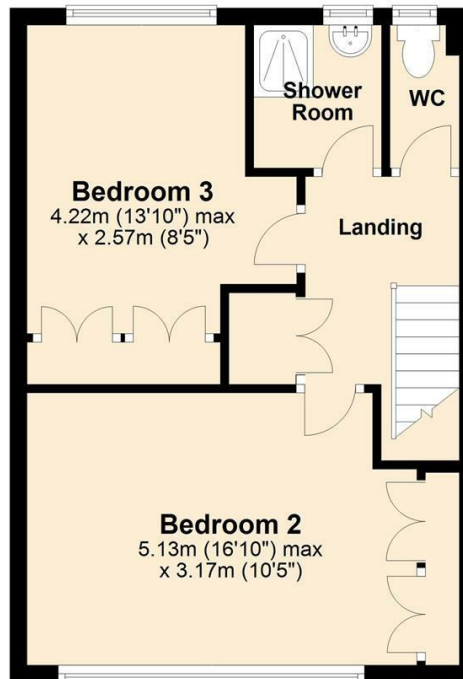 Shower
Room
WC
Bedroom 3
4.22m (13'10") max
x 2.57m (8'5")
Landing
Bedroom 2
5.13m (16'10") max
x 3.17m (10'5")